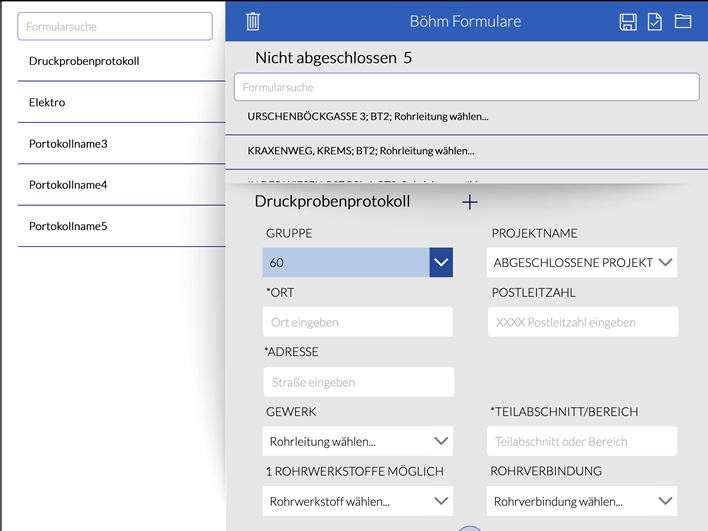 Formularsuche
Druckprobenprotokoll
Elektro
Portokollname3
Portokollname4
Portokollname5
Böhm Formulare
Nicht abgeschlossen 5
Formularsuche
URSCHENBÖCKGASSE 3; BT2; Rohrleitung wählen...
KRAXENWEG, KREMS; BT2; Rohrleitung wählen...
Druckprobenprotokoll
GRUPPE
PROJEKTNAME
60
ABGESCHLOSSENE PROJEKT
*ORT
POSTLEITZAHL
Ort eingeben
XXXX Postleitzahl eingeben
*ADRESSE
Straße eingeben
GEWERK
*TEILABSCHNITT/BEREICH
Rohrleitung wählen...
Teilabschnitt oder Bereich
1 ROHRWERKSTOFFE MÖGLICH
ROHRVERBINDUNG
Rohrwerkstoff wählen...
Rohrverbindung wählen...